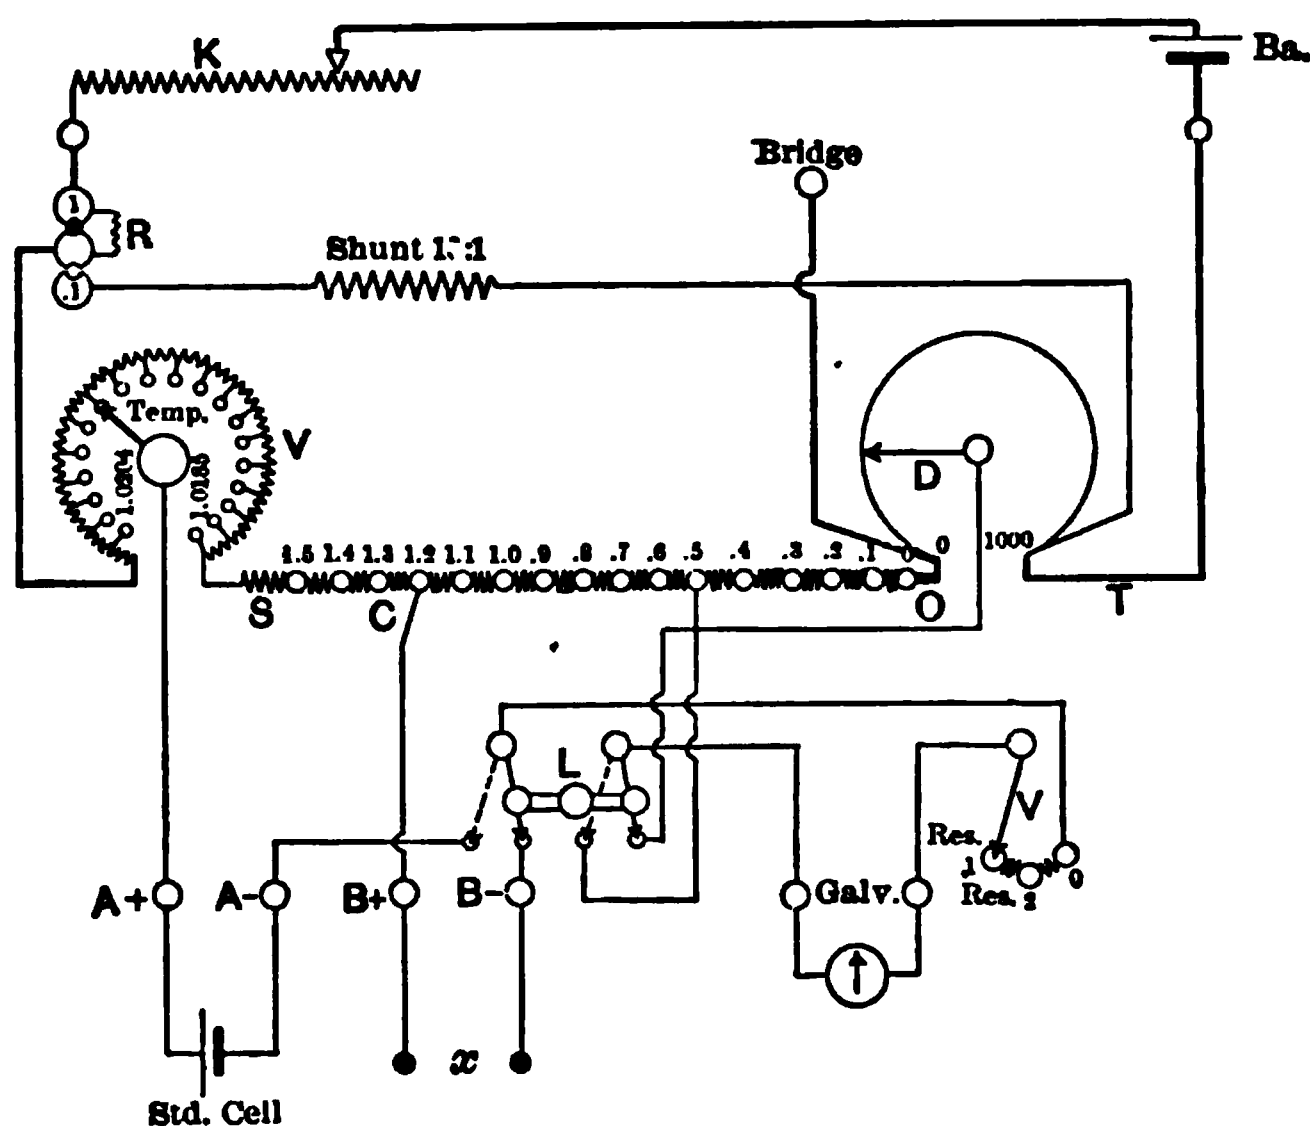 K
Ba.
Bridge
1
R
.1
Temp.
V
1.0204
1.0185
D
0
1000
1.5 1.4 1.3 1.2 1.1 1.0 .9 .8 .7 .6 .5 .4 .3 .2 .1 0
S
C
O
T
L
V
Res.
.1
0
Res. 2
A+
A-
B+
B-
Galv.
x
Std. Cell
Shunt